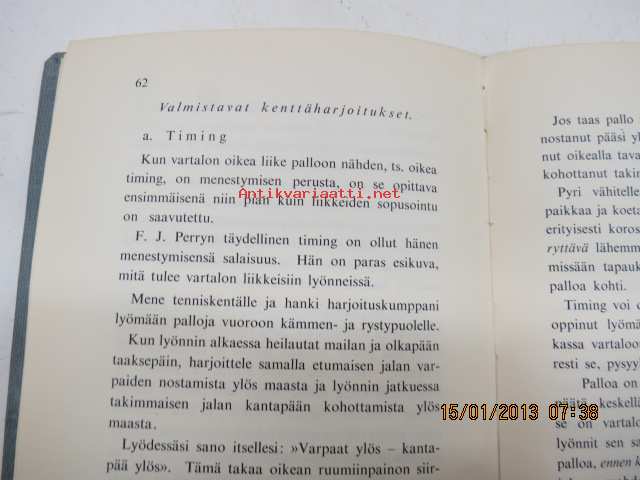 62
Valmistavat kenttäharjoitukset.
a. Timing
Kun vartalon oikea liike palloon nähden, ts. oikea
timing, on menestymisen perusta, on se opittava
ensimmäisenä niin pian kuin liikkeiden sopusointu
on saavutettu.
F. J. Perryn täydellinen timing on ollut hänen
menestymisensä salaisuus. Hän on paras esikuva,
mitä tulee vartalon liikkeisiin lyönneissä.
Mene tenniskentälle ja hanki harjoituskumppani
lyömään palloja vuoroon kämmen- ja rystypuolelle.
Kun lyönnin alkaessa heilautat mailan ja olkapään
taaksepäin, harjoittele samalla etumaisen jalan var-
paiden nostamista ylös maasta ja lyönnin jatkuessa
takimmaisen jalan kantapään kohottamista ylös
maasta.
Lyödessäsi sano itsellesi: »Varpaat ylös – kanta-
pää ylös». Tämä takaa oikean ruumiinpainon siir-
Antikvariaatti.net
Jos taas pallo
nostanut pääsi yl
nut oikealla tava
kohottanut takim
Pyri vähitelle
paikkaa ja koeta
erityisesti koros
ryttävä lähemm
missään tapauk
palloa kohti.
Timing voi o
oppinut lyömä
kassa vartaloo
resti se, pysyy
Palloa on
päätä keskellä
se on vartalo
lyönnit sen sa
palloa, ennen k
15/01/2013 07:38